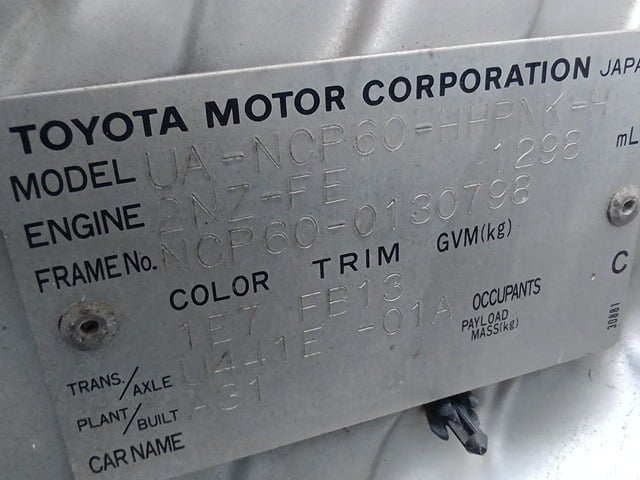 TOYOTA MOTOR CORPORATION JAPA
MODEL UA-NCP60-HHPNK-H
ENGINE 2NZ-FE 1298 mL
FRAME No. NCP60-0130798
COLOR TRIM GVM(kg)
1E7 FB13 C
TRANS./AXLE U441E -01A OCCUPANTS
PAYLOAD MASS(kg)
PLANT/BUILT A31
CAR NAME
30881